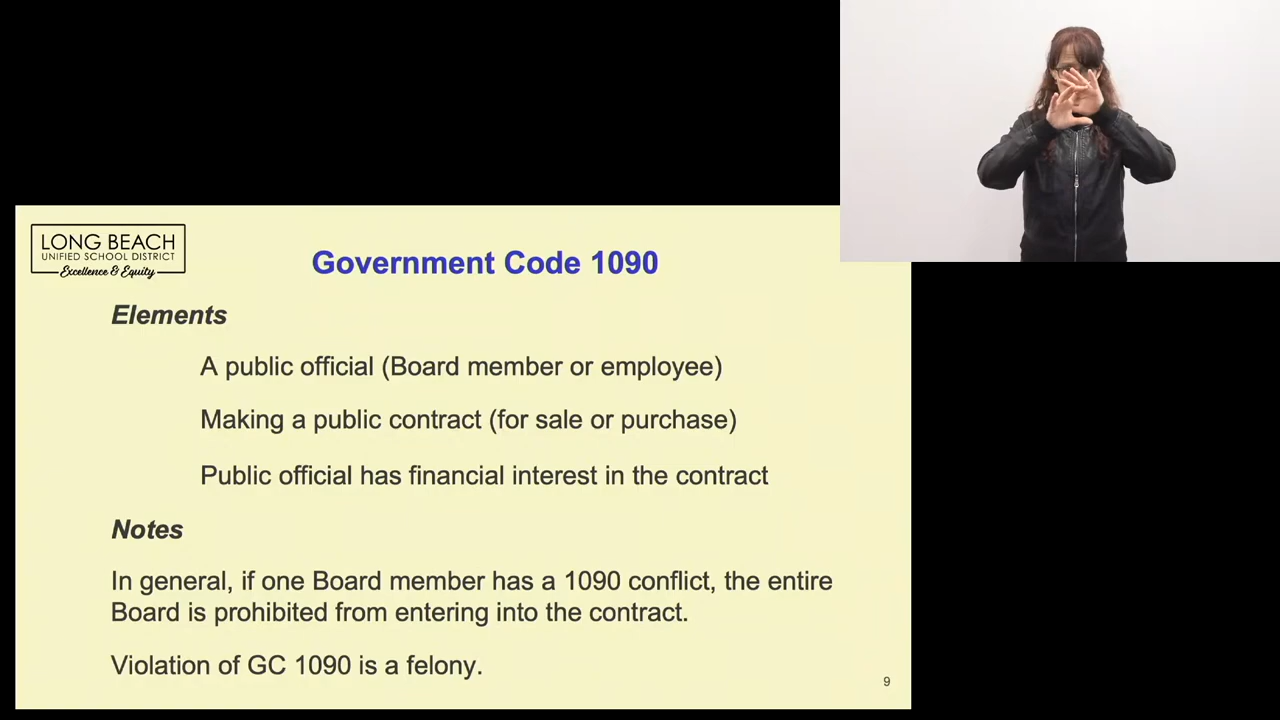 LONG BEACH
UNIFIED SCHOOL DISTRICT
Excellence & Equity
Government Code 1090
Elements
A public official (Board member or employee)
Making a public contract (for sale or purchase)
Public official has financial interest in the contract
Notes
In general, if one Board member has a 1090 conflict, the entire
Board is prohibited from entering into the contract.
Violation of GC 1090 is a felony.
9